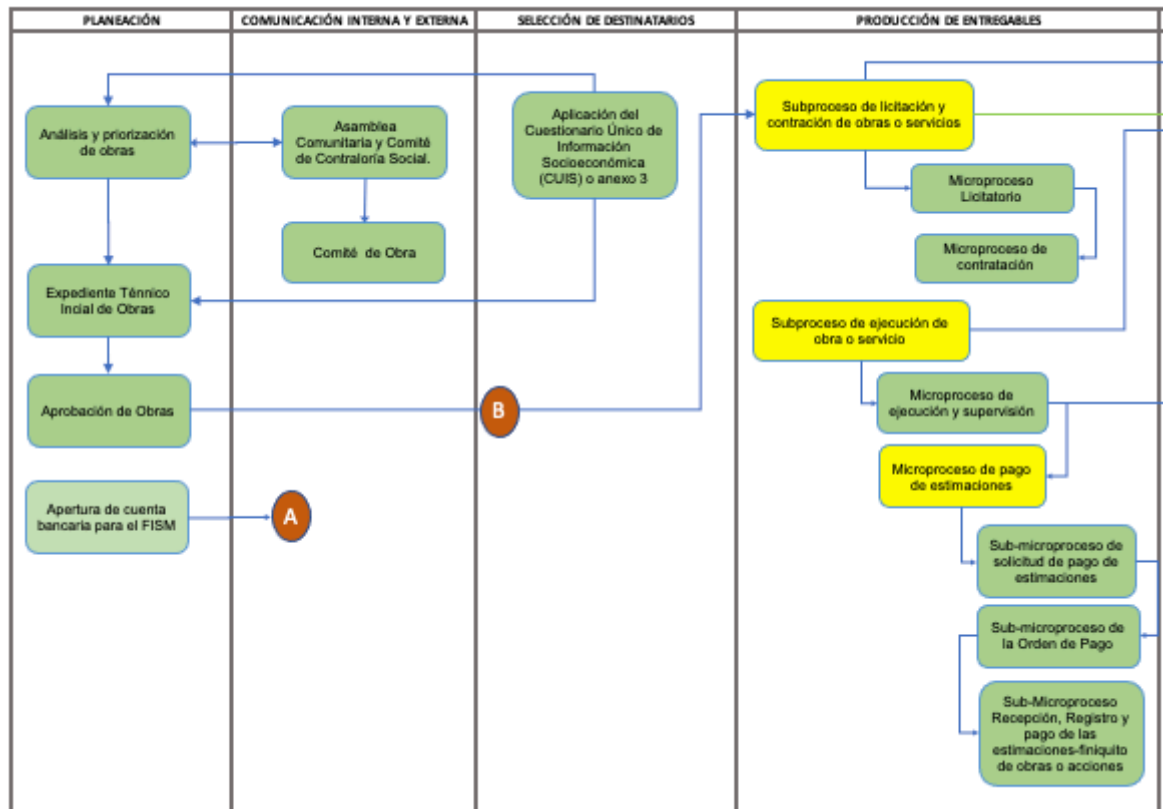 PLANEACIÓN
COMUNICACIÓN INTERNA Y EXTERNA
SELECCIÓN DE DESTINATARIOS
PRODUCCIÓN DE ENTREGABLES
Análisis y priorización
de obras
Expediente Ténnico
Incial de Obras
Aprobación de Obras
Apertura de cuenta
bancaria para el FISM
Asamblea
Comunitaria y Comité
de Contraloría Social.
Comité de Obra
A
Aplicación del
Cuestionario Único de
Información
Socioeconómica
(CUIS) o anexo 3
B
Subproceso de licitación y
contración de obras o servicios
Microproceso
Licitatorio
Microproceso de
contratación
Subproceso de ejecución de
obra o servicio
Microproceso de
ejecución y supervisión
Microproceso de pago
de estimaciones
Sub-microproceso de
solicitud de pago de
estimaciones
Sub-microproceso de
la Orden de Pago
Sub-Microproceso
Recepción, Registro y
pago de las
estimaciones-finiquito
de obras o acciones